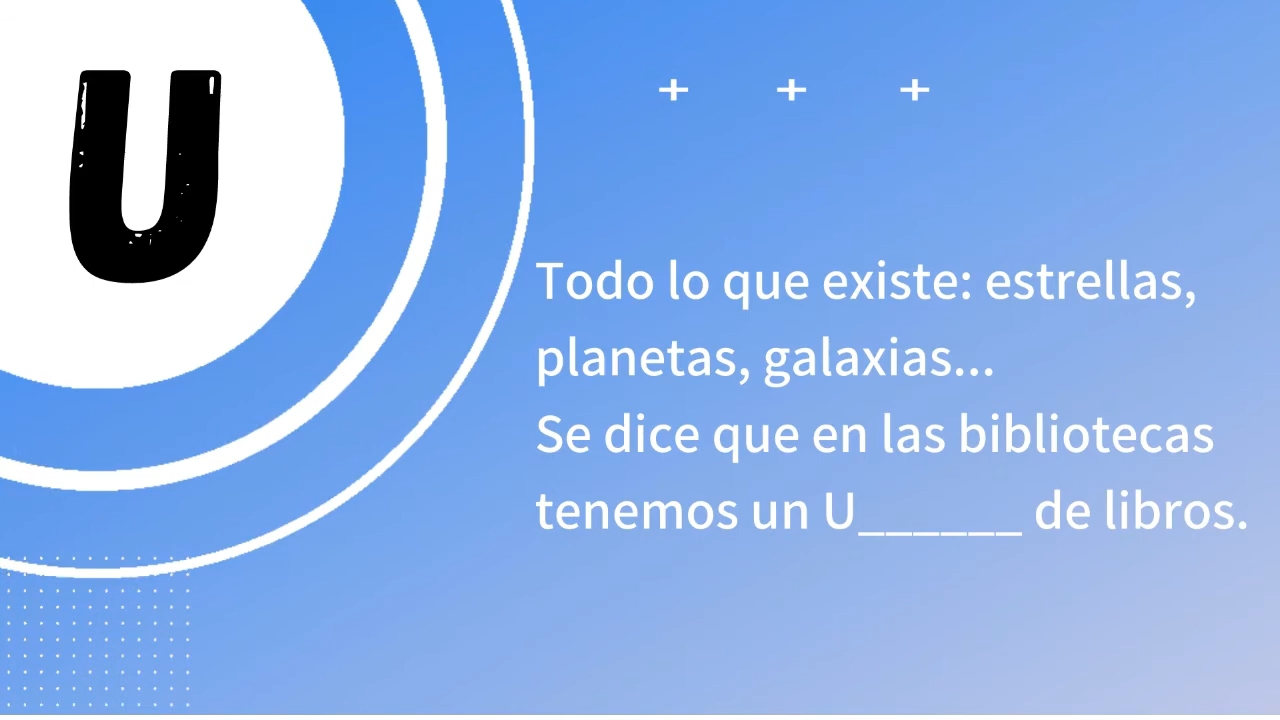 U
+ + +
Todo lo que existe: estrellas,
planetas, galaxias...
Se dice que en las bibliotecas
tenemos un U______ de libros.